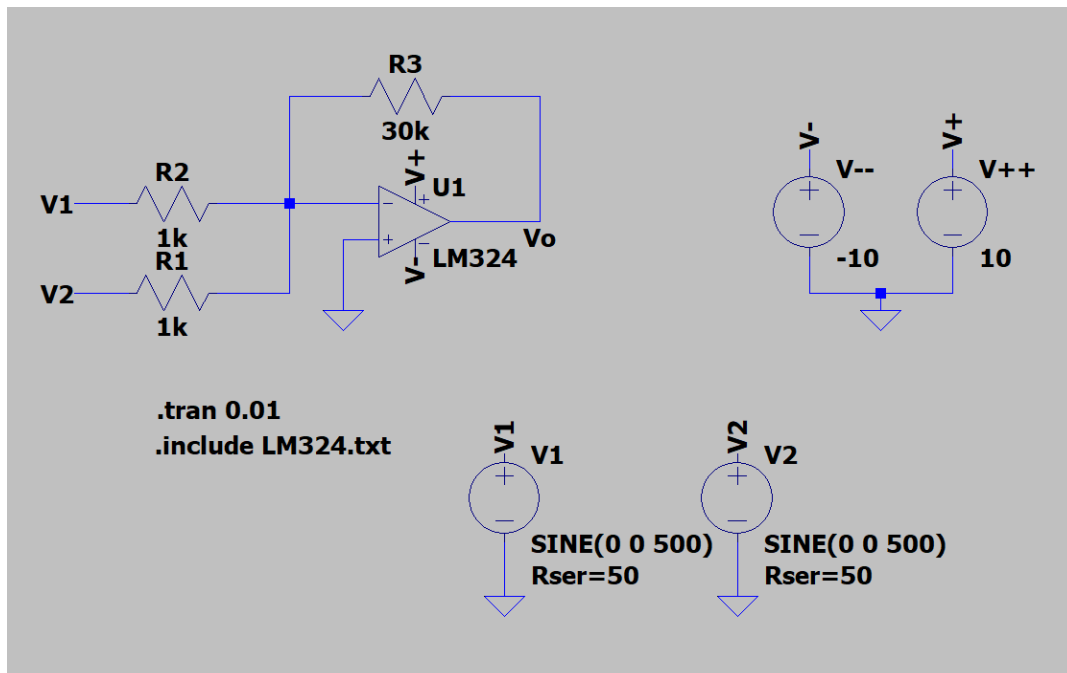 R3
30k
V+
U1
V-
LM324
Vo
R2
V1
1k
R1
V2
1k
V-
V--
-10
V+
V++
10
.tran 0.01
.include LM324.txt
V1
V1
SINE(0 0 500)
Rser=50
V2
V2
SINE(0 0 500)
Rser=50